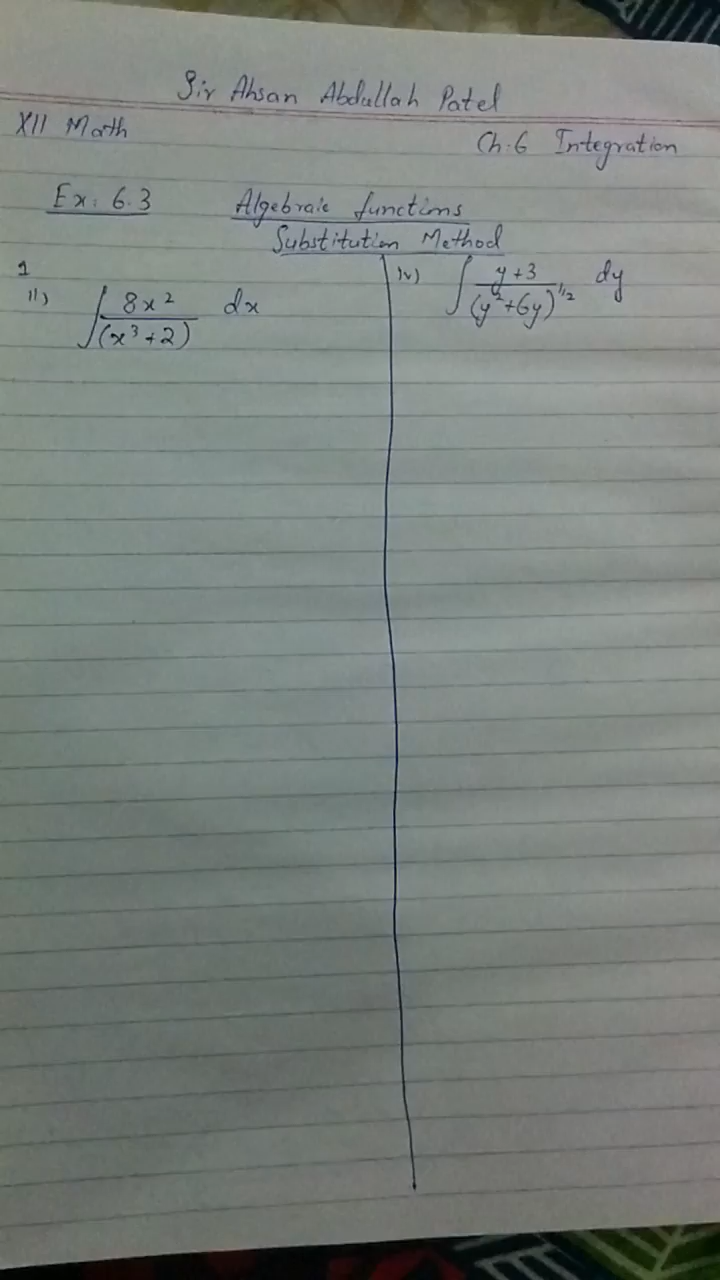 Sir Ahsan Abdullah Patel
XII Math
Ch:6 Integration
Ex: 6.3 Algebraic functions
Substitution Method
1
ii) ∫ 8x² / (x³+2) dx
iv) ∫ y+3 / (y²+6y)^1/2 dy